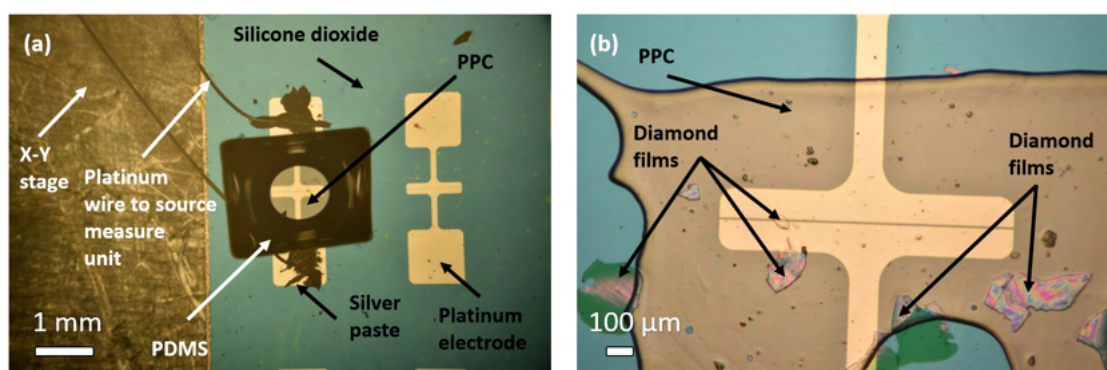 (a)
Silicone dioxide
PPC
X-Y
stage
Platinum
wire to source
measure
unit
Silver
paste
Platinum
electrode
1 mm
PDMS
(b)
PPC
Diamond
films
Diamond
films
100 µm